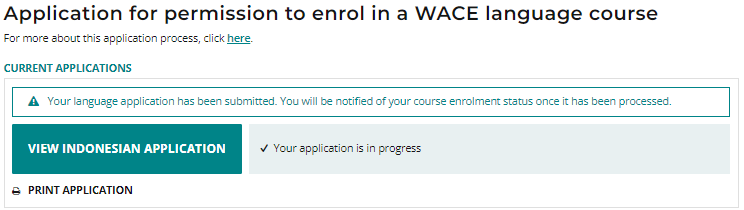 Application for permission to enrol in a WACE language course
For more about this application process, click here.
CURRENT APPLICATIONS
Your language application has been submitted. You will be notified of your course enrolment status once it has been processed.
VIEW INDONESIAN APPLICATION
✓ Your application is in progress
PRINT APPLICATION